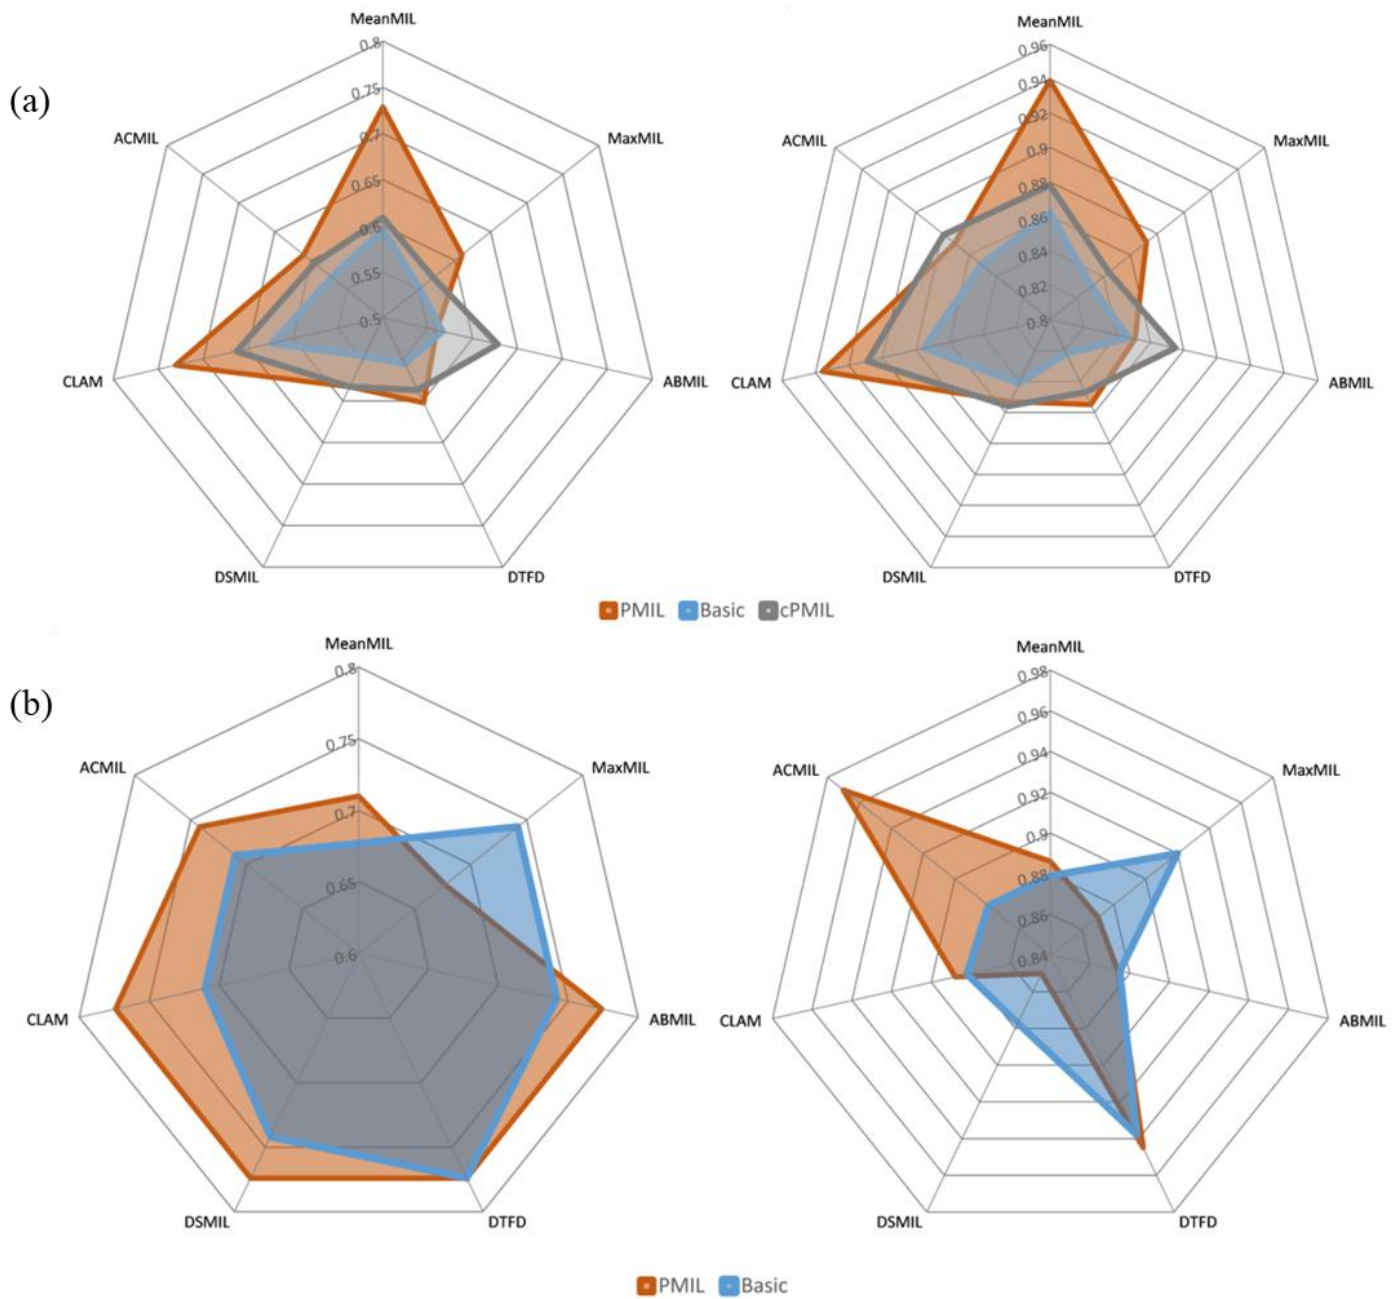 (a)
MeanMIL
0.8
0.75
0.7
0.65
0.6
0.55
0.5
MaxMIL
ABMIL
DTFD
DSMIL
CLAM
ACMIL
MeanMIL
0.96
0.94
0.92
0.9
0.88
0.86
0.84
0.82
0.8
MaxMIL
ABMIL
DTFD
DSMIL
CLAM
ACMIL
PMIL Basic cPMIL
(b)
MeanMIL
0.8
0.75
0.7
0.65
0.6
MaxMIL
ABMIL
DTFD
DSMIL
CLAM
ACMIL
MeanMIL
0.98
0.96
0.94
0.92
0.9
0.88
0.86
0.84
MaxMIL
ABMIL
DTFD
DSMIL
CLAM
ACMIL
PMIL Basic